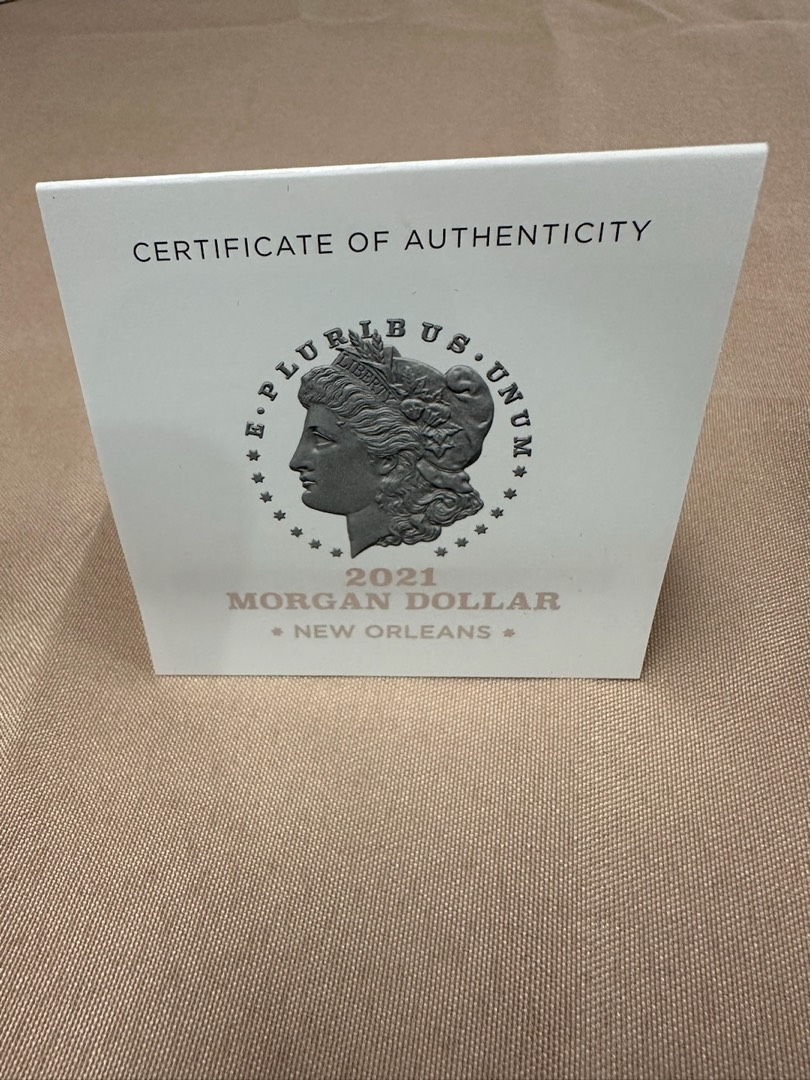 CERTIFICATE OF AUTHENTICITY
E · PLURIBUS · UNUM
LIBERTY
2021
MORGAN DOLLAR
* NEW ORLEANS *